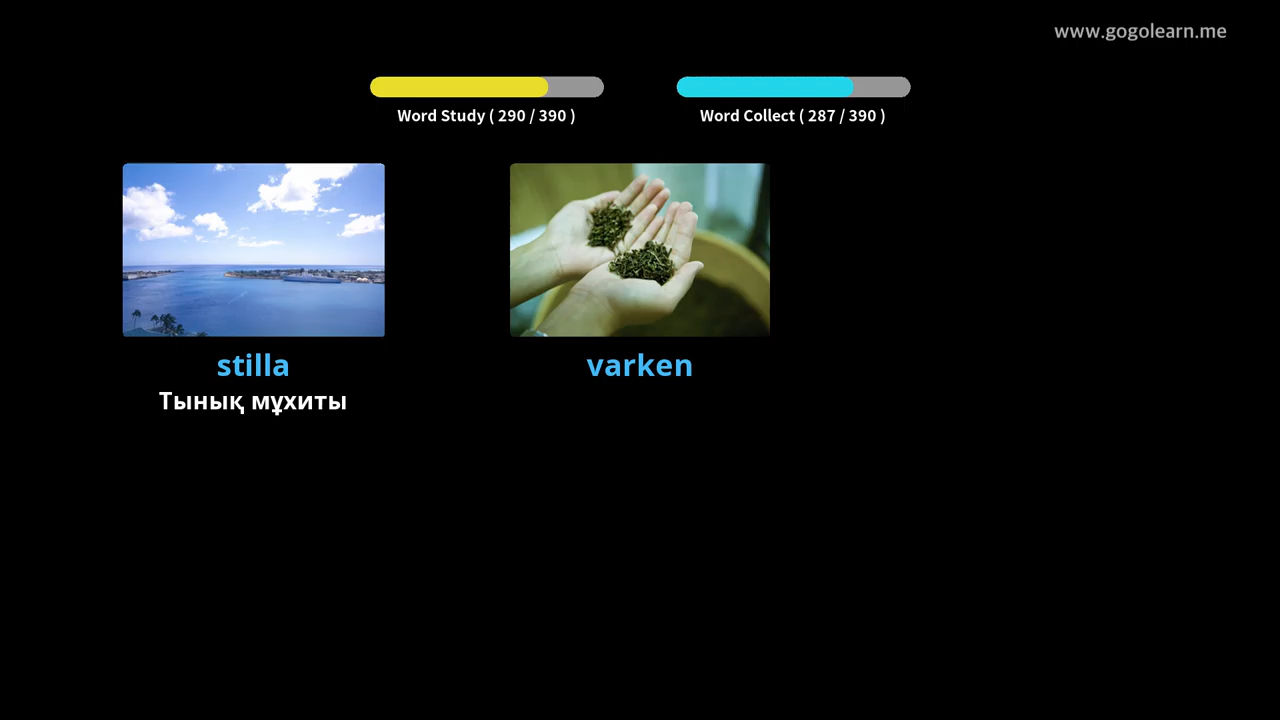 www.gogolearn.me
Word Study ( 290 / 390 )
Word Collect ( 287 / 390 )
stilla
Тынық мұхиты
varken